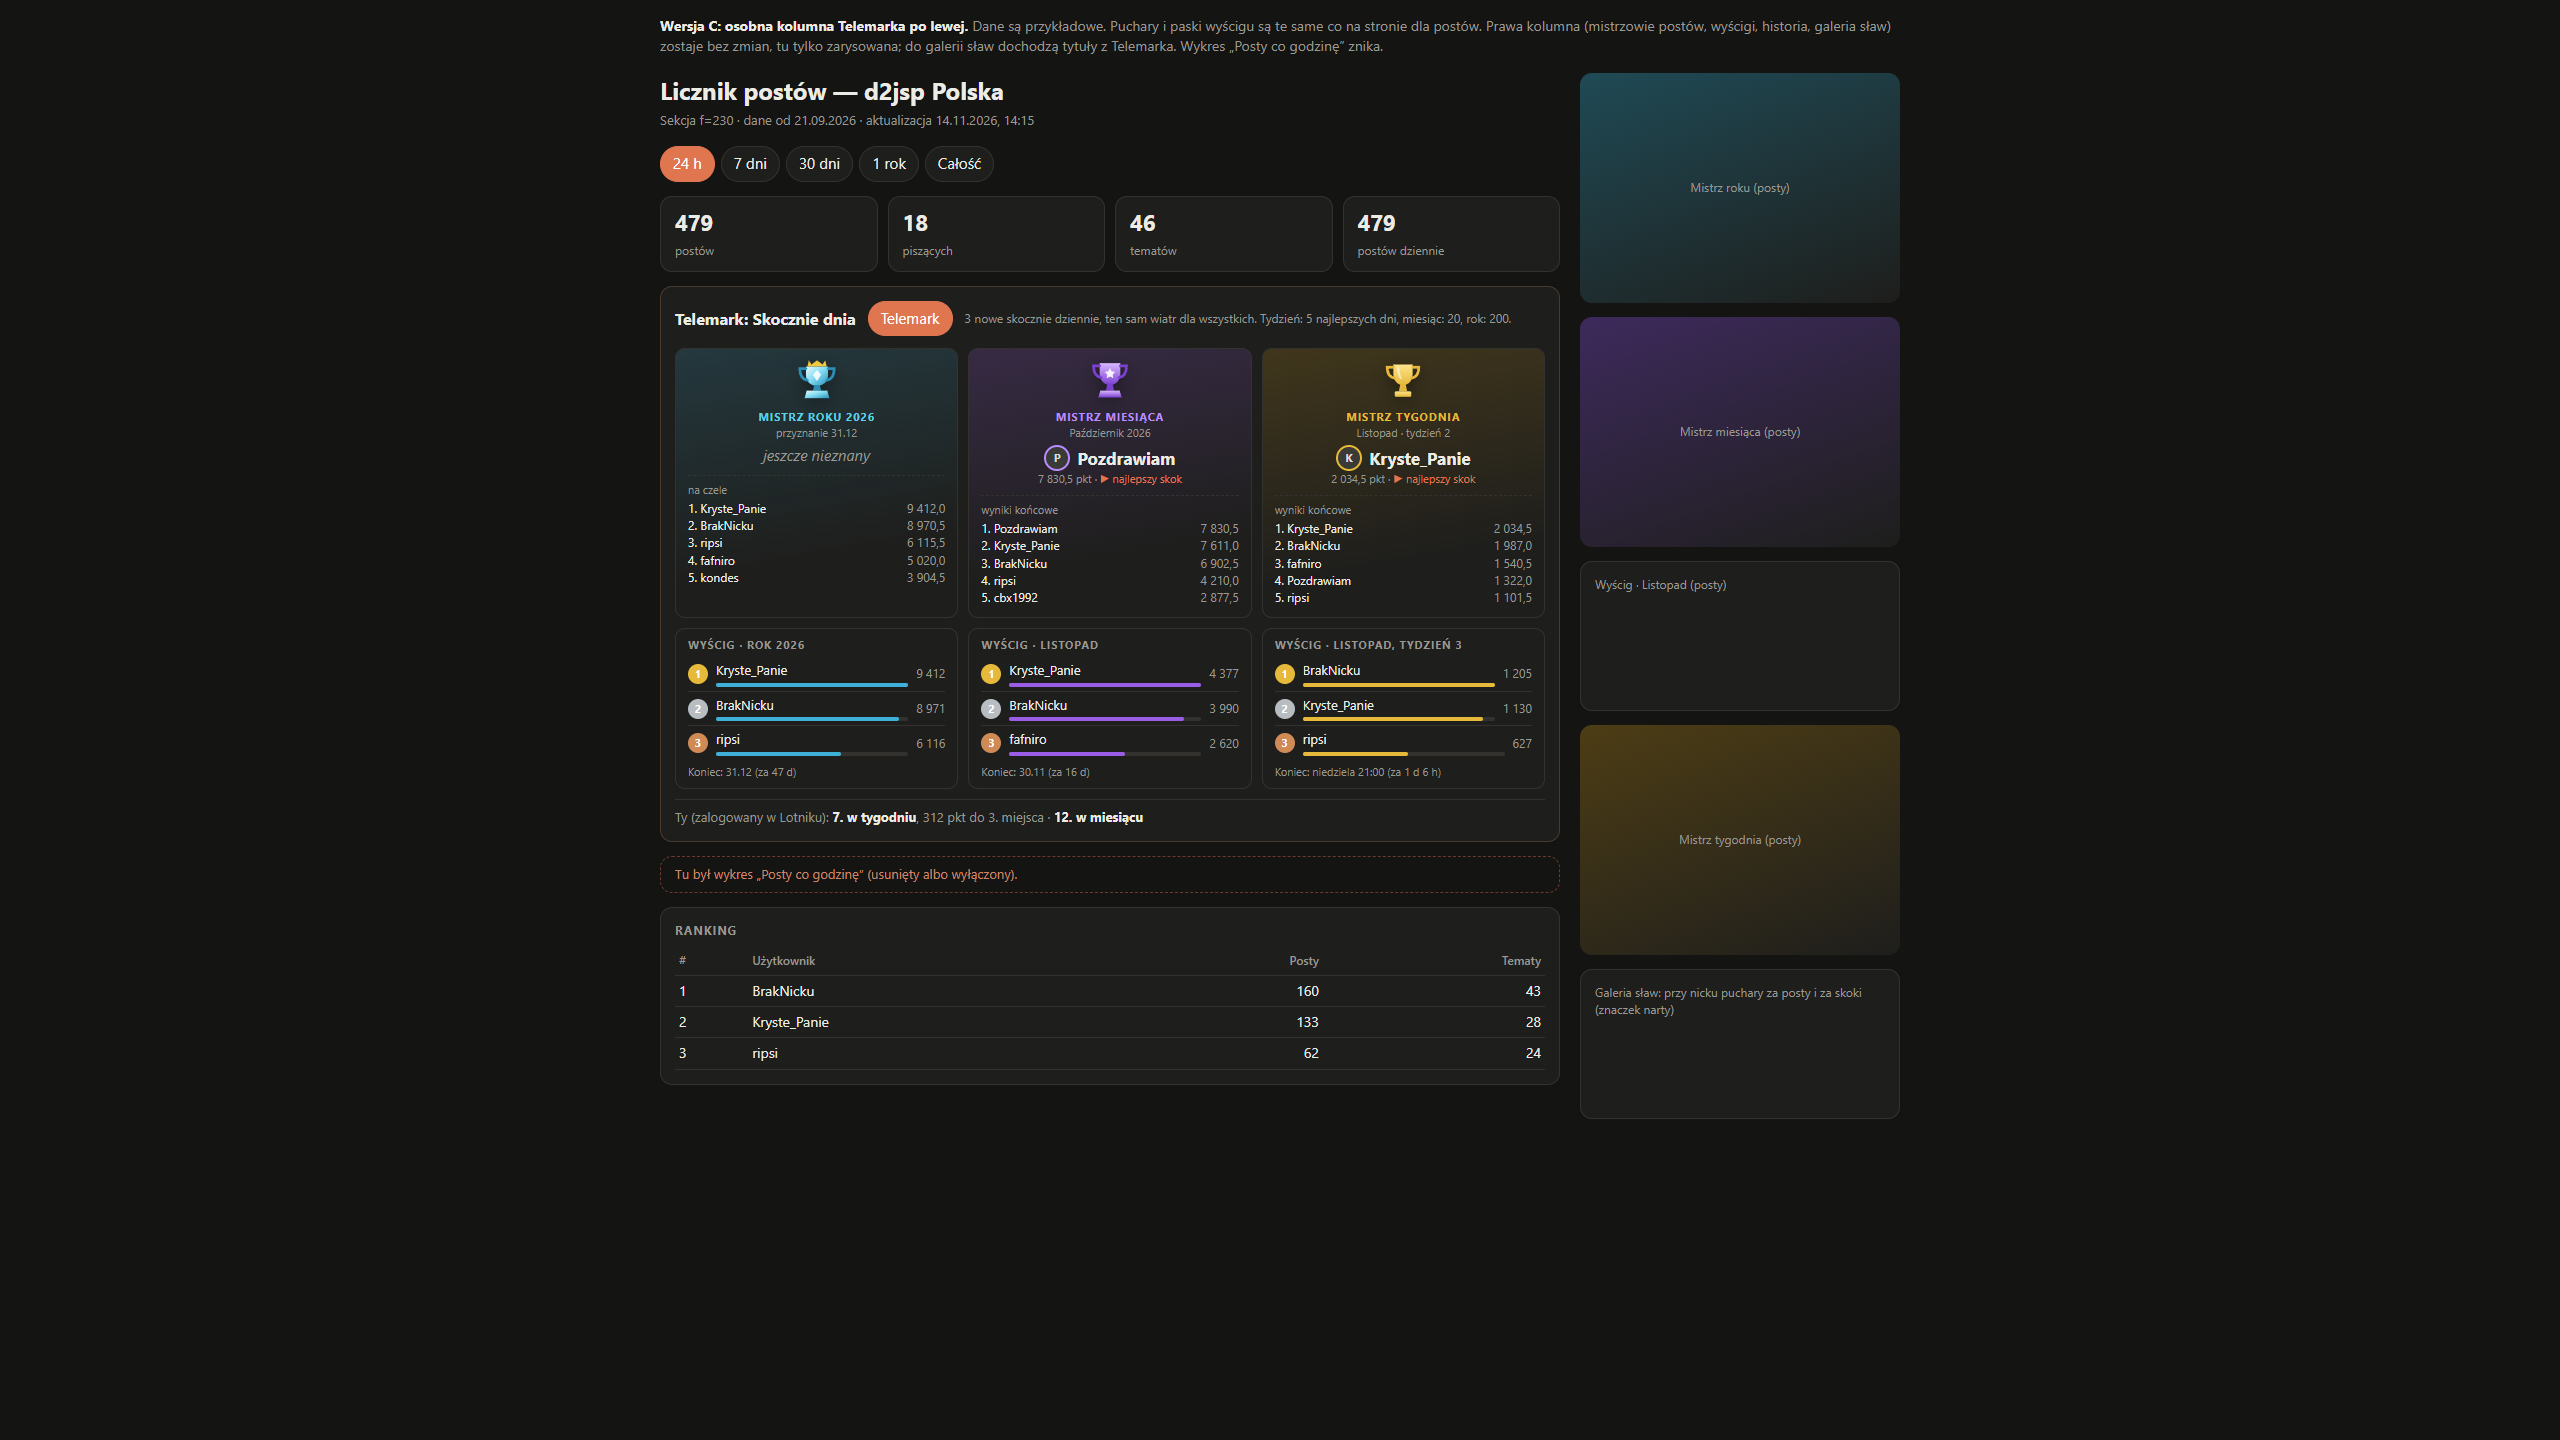 Wersja C: osobna kolumna Telemarka po lewej. Dane są przykładowe. Puchary i paski wyścigu są te same co na stronie dla postów. Prawa kolumna (mistrzowie postów, wyścigi, historia, galeria sław)
zostaje bez zmian, tu tylko zarysowana; do galerii sław dochodzą tytuły z Telemarka. Wykres „Posty co godzinę” znika.
Licznik postów — d2jsp Polska
Sekcja f=230 · dane od 21.09.2026 · aktualizacja 14.11.2026, 14:15
24 h
7 dni
30 dni
1 rok
Całość
479
postów
18
piszących
46
tematów
479
postów dziennie
Telemark: Skocznie dnia
Telemark
3 nowe skocznie dziennie, ten sam wiatr dla wszystkich. Tydzień: 5 najlepszych dni, miesiąc: 20, rok: 200.
MISTRZ ROKU 2026
przyznanie 31.12
jeszcze nieznany
na czele
1. Kryste_Panie 9 412,0
2. BrakNicku 8 970,5
3. ripsi 6 115,5
4. fafniro 5 020,0
5. kondes 3 904,5
MISTRZ MIESIĄCA
Październik 2026
P Pozdrawiam
7 830,5 pkt · ▶ najlepszy skok
wyniki końcowe
1. Pozdrawiam 7 830,5
2. Kryste_Panie 7 611,0
3. BrakNicku 6 902,5
4. ripsi 4 210,0
5. cbx1992 2 877,5
MISTRZ TYGODNIA
Listopad · tydzień 2
K Kryste_Panie
2 034,5 pkt · ▶ najlepszy skok
wyniki końcowe
1. Kryste_Panie 2 034,5
2. BrakNicku 1 987,0
3. fafniro 1 540,5
4. Pozdrawiam 1 322,0
5. ripsi 1 101,5
WYŚCIG · ROK 2026
1 Kryste_Panie 9 412
2 BrakNicku 8 971
3 ripsi 6 116
Koniec: 31.12 (za 47 d)
WYŚCIG · LISTOPAD
1 Kryste_Panie 4 377
2 BrakNicku 3 990
3 fafniro 2 620
Koniec: 30.11 (za 16 d)
WYŚCIG · LISTOPAD, TYDZIEŃ 3
1 BrakNicku 1 205
2 Kryste_Panie 1 130
3 ripsi 627
Koniec: niedziela 21:00 (za 1 d 6 h)
Ty (zalogowany w Lotniku): 7. w tygodniu, 312 pkt do 3. miejsca · 12. w miesiącu
Tu był wykres „Posty co godzinę” (usunięty albo wyłączony).
RANKING
# Użytkownik Posty Tematy
1 BrakNicku 160 43
2 Kryste_Panie 133 28
3 ripsi 62 24
Mistrz roku (posty)
Mistrz miesiąca (posty)
Wyścig · Listopad (posty)
Mistrz tygodnia (posty)
Galeria sław: przy nicku puchary za posty i za skoki
(znaczek narty)